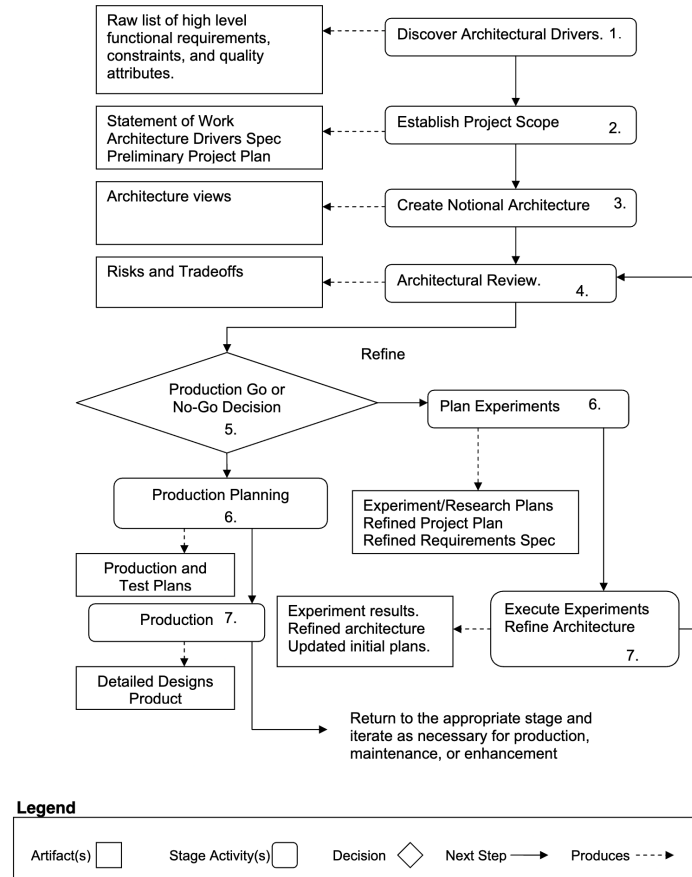 Raw list of high level
functional requirements,
constraints, and quality
attributes.
Discover Architectural Drivers. 1.
Statement of Work
Architecture Drivers Spec
Preliminary Project Plan
Establish Project Scope 2.
Architecture views
Create Notional Architecture 3.
Risks and Tradeoffs
Architectural Review.
4.
Refine
Production Go or
No-Go Decision
5.
Plan Experiments 6.
Production Planning
6.
Experiment/Research Plans
Refined Project Plan
Refined Requirements Spec
Production and
Test Plans
Production 7.
Experiment results.
Refined architecture
Updated initial plans.
Execute Experiments
Refine Architecture
7.
Detailed Designs
Product
Return to the appropriate stage and
iterate as necessary for production,
maintenance, or enhancement
Legend
Artifact(s) Stage Activity(s) Decision Next Step Produces